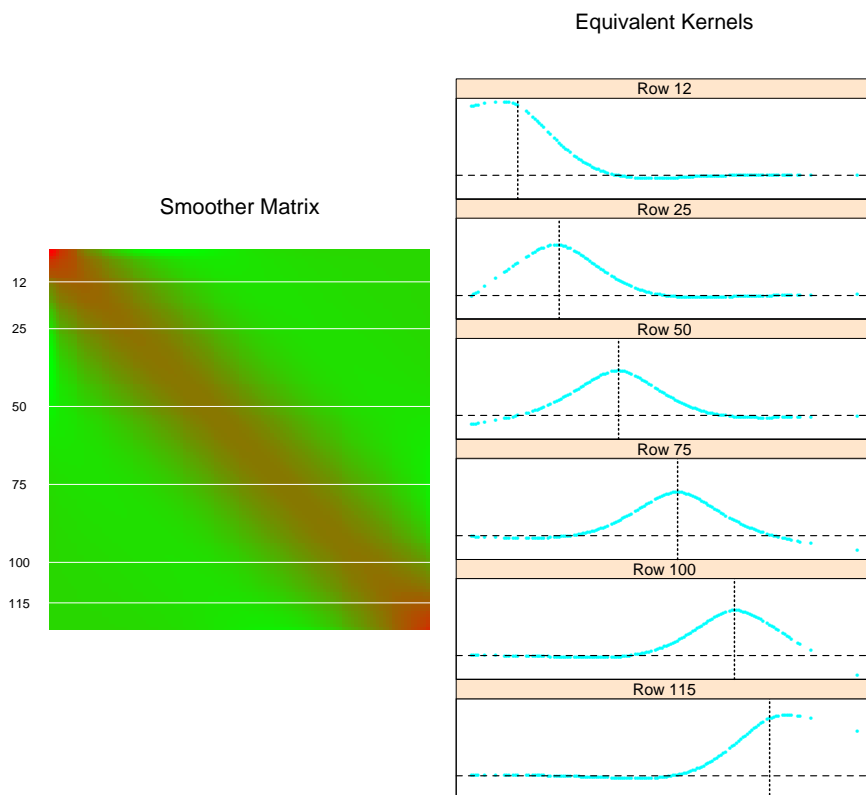 Smoother Matrix
12
25
50
75
100
115
Equivalent Kernels
Row 12
Row 25
Row 50
Row 75
Row 100
Row 115